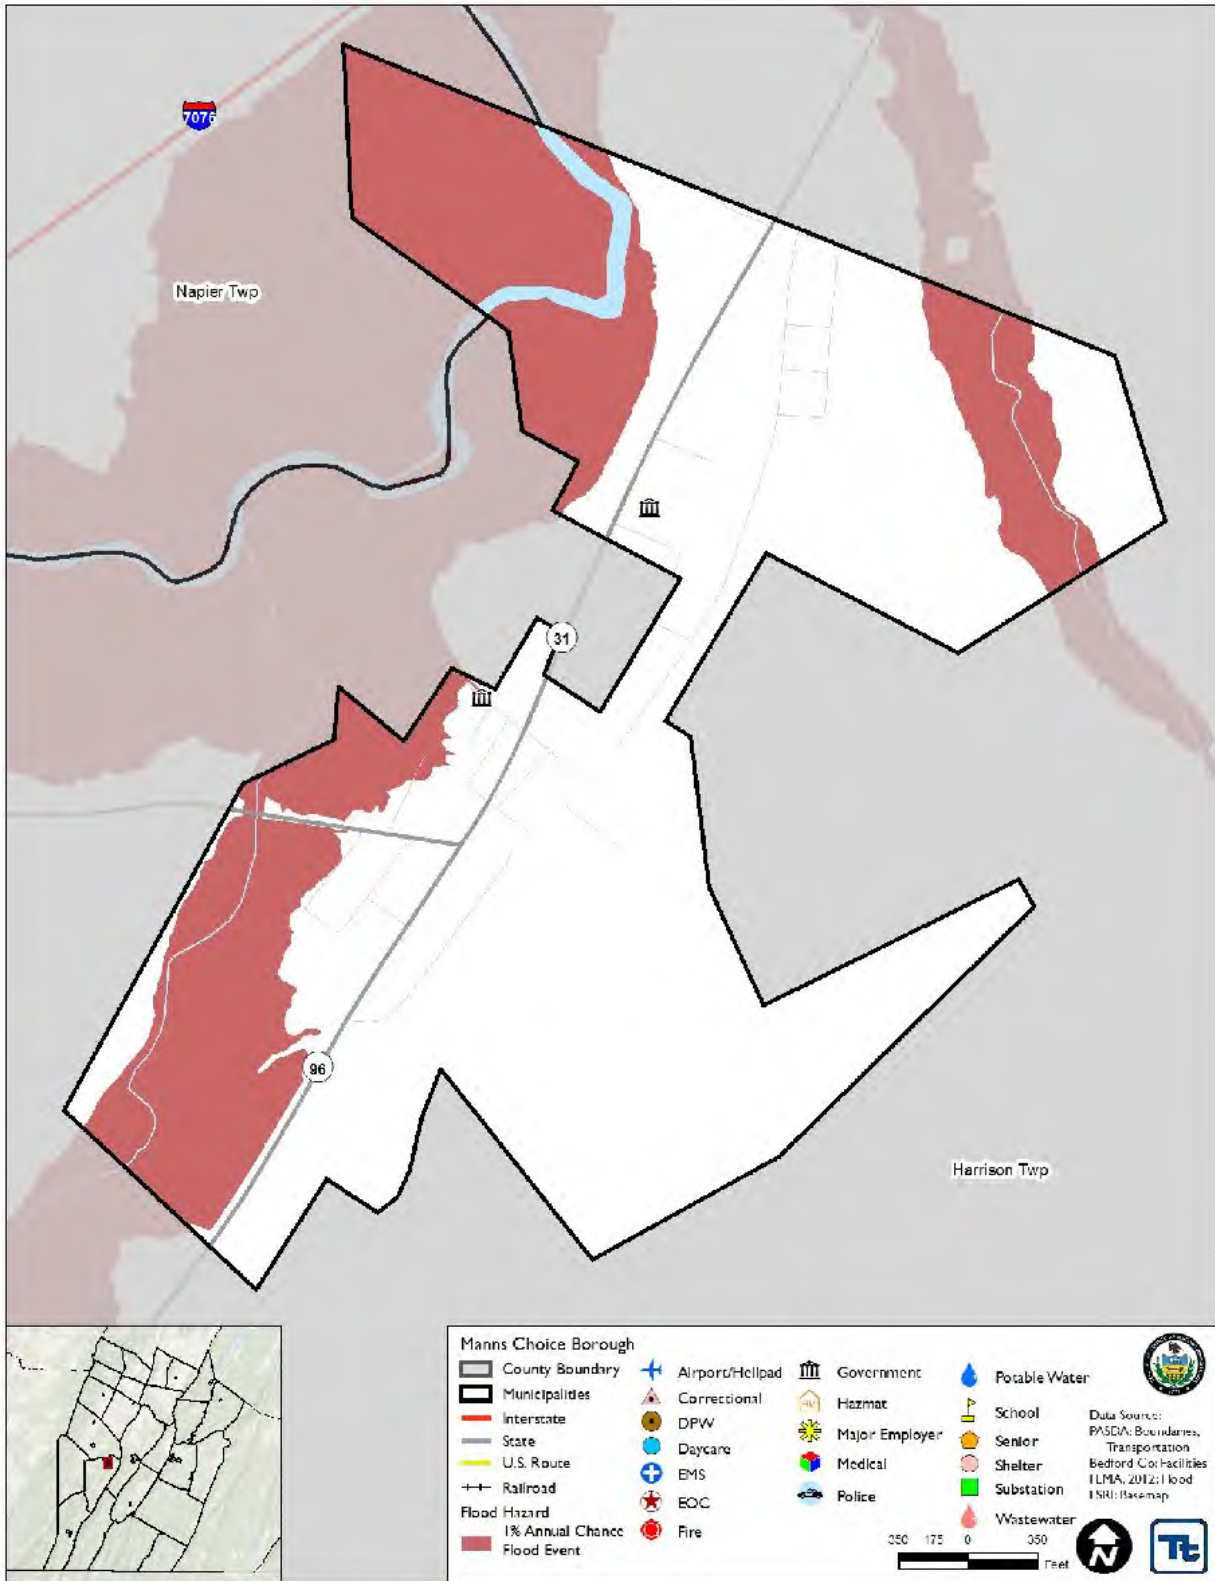 7076
Napier Twp
31
96
Harrison Twp
Manns Choice Borough
County Boundary
Municipalities
Interstate
State
U.S. Route
Railroad
Flood Hazard
1% Annual Chance
Flood Event
Airport/Helipad
Correctional
DPW
Daycare
EMS
EOC
Fire
Government
Hazmat
Major Employer
Medical
Police
Potable Water
School
Senior
Shelter
Substation
Wastewater
Data Source:
PASDA: Boundaries,
Transportation
Bedford Co: Facilities
FEMA, 2012: Flood
ESRI: Basemap
350 175 0 350
Feet
N
Tt